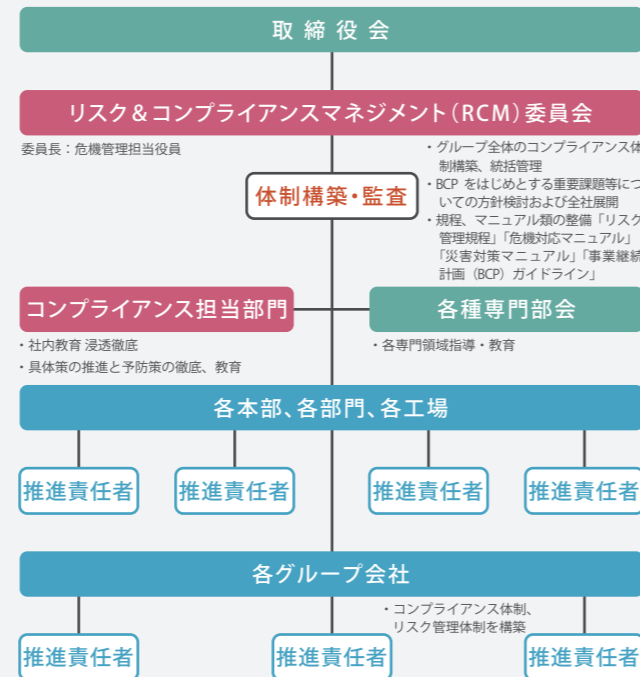 取締役会
リスク＆コンプライアンスマネジメント（RCM）委員会
委員長：危機管理担当役員
・グループ全体のコンプライアンス体
制構築、統括管理
・BCP をはじめとする重要課題等につ
いての方針検討および全社展開
・規程、マニュアル類の整備「リスク
管理規程」「危機対応マニュアル」
「災害対策マニュアル」「事業継続
計画（BCP）ガイドライン」
体制構築・監査
コンプライアンス担当部門
各種専門部会
・社内教育 浸透徹底
・具体策の推進と予防策の徹底、教育
・各専門領域指導・教育
各本部、各部門、各工場
推進責任者
推進責任者
推進責任者
推進責任者
各グループ会社
・コンプライアンス体制、
リスク管理体制を構築
推進責任者
推進責任者
推進責任者